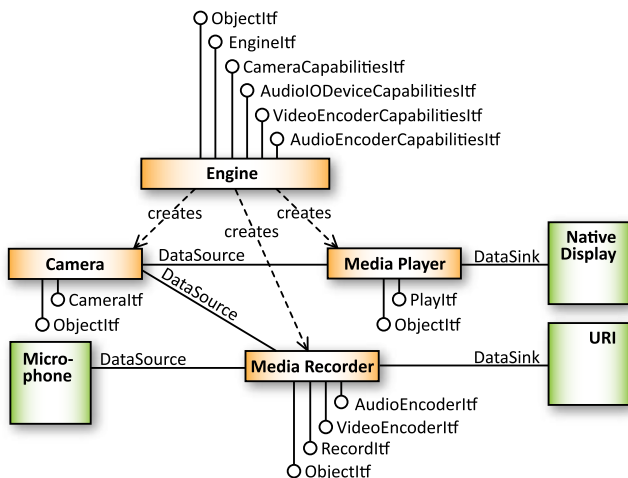 ObjectItf
EngineItf
CameraCapabilitiesItf
AudioIODeviceCapabilitiesItf
VideoEncoderCapabilitiesItf
AudioEncoderCapabilitiesItf
Engine
creates
creates
creates
Camera
DataSource
Media Player
DataSink
Native
Display
DataSource
CameraItf
ObjectItf
PlayItf
ObjectItf
Micro-
phone
DataSource
Media Recorder
DataSink
URI
AudioEncoderItf
VideoEncoderItf
RecordItf
ObjectItf